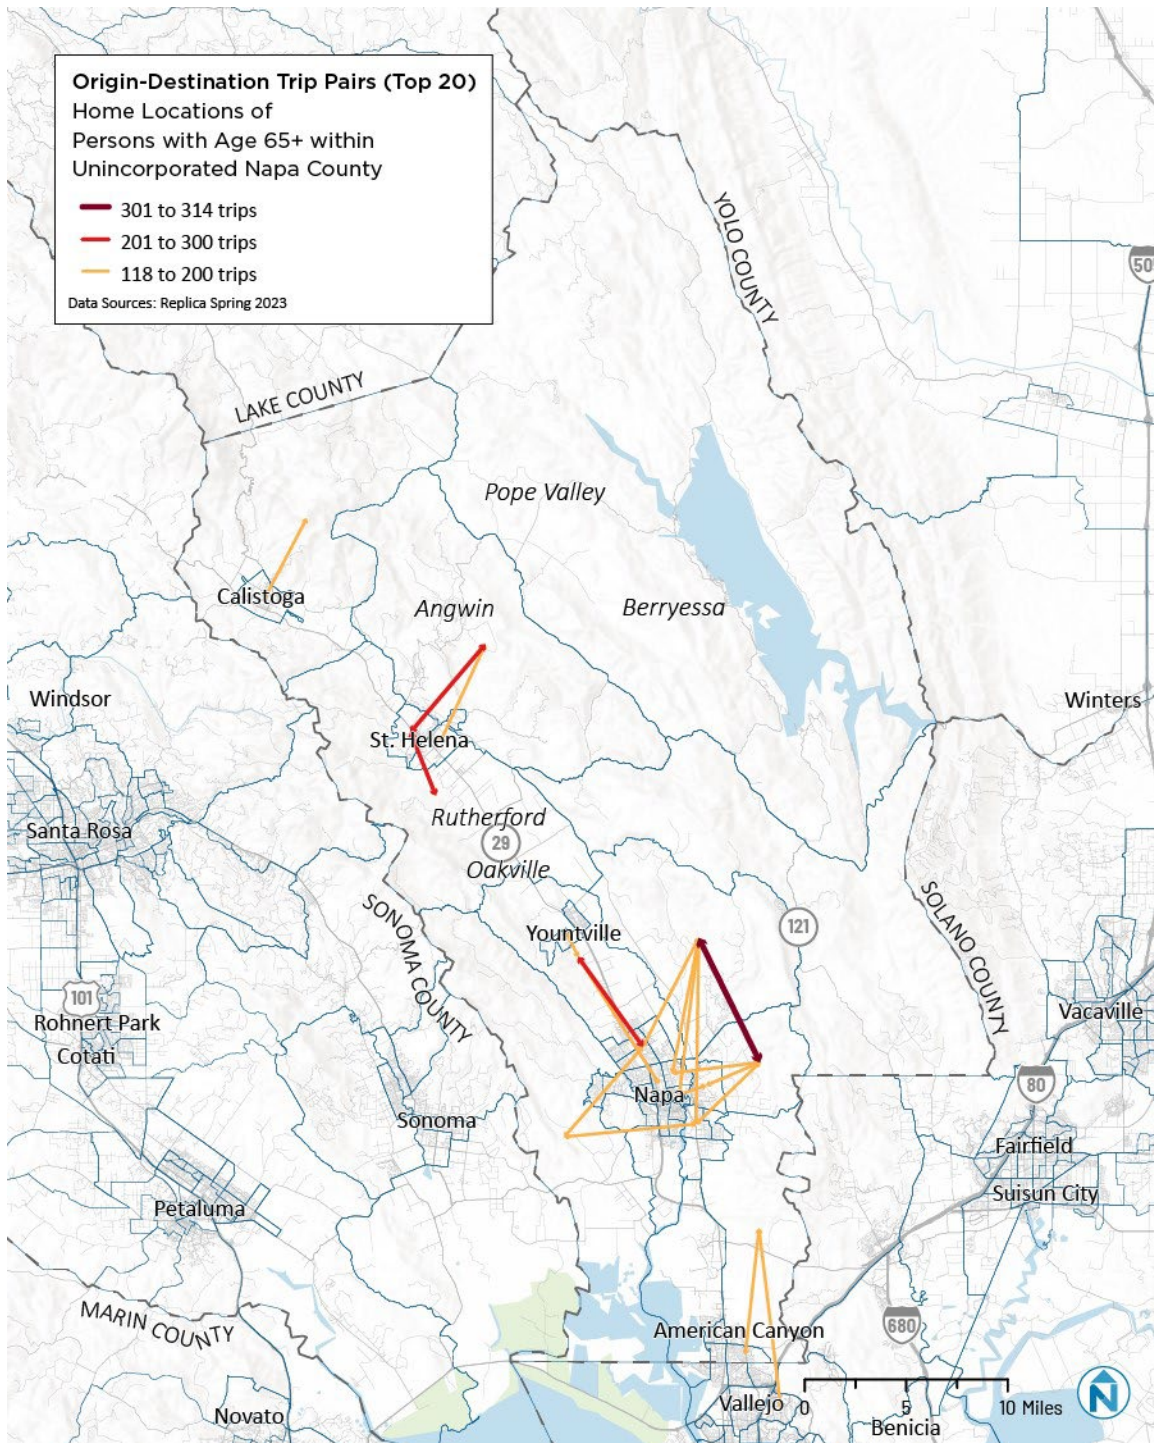 Origin-Destination Trip Pairs (Top 20)
Home Locations of
Persons with Age 65+ within
Unincorporated Napa County
301 to 314 trips
201 to 300 trips
118 to 200 trips
Data Sources: Replica Spring 2023
YOLO COUNTY
LAKE COUNTY
Pope Valley
Calistoga
Angwin
Berryessa
Windsor
Winters
St. Helena
Rutherford
29
Santa Rosa
Oakville
SONOMA COUNTY
SOLANO COUNTY
Yountville
121
101
Rohnert Park
Vacaville
Cotati
80
Napa
Sonoma
Fairfield
Suisun City
Petaluma
MARIN COUNTY
American Canyon
680
Vallejo
0
5
10 Miles
N
Novato
Benicia